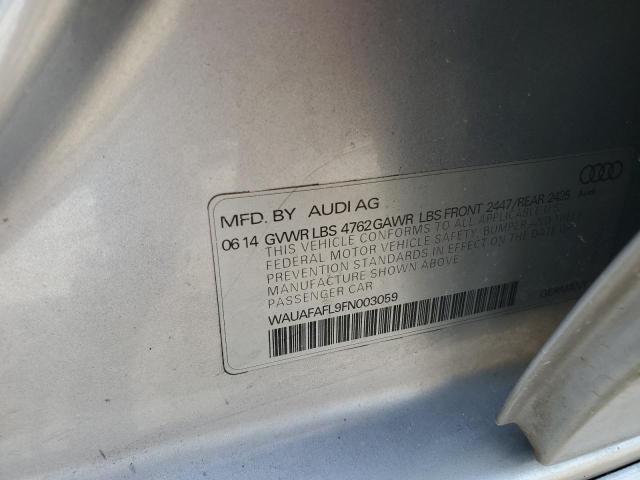 MFD. BY AUDI AG
06 14 GVWR LBS 4762 GAWR LBS FRONT 2447/REAR 2425
Audi
THIS VEHICLE CONFORMS TO ALL APPLICABLE U.S.
FEDERAL MOTOR VEHICLE SAFETY, BUMPER - AND THEFT
PREVENTION STANDARDS IN EFFECT ON THE DATE OF
MANUFACTURE SHOWN ABOVE
PASSENGER CAR
WAUAFAFL9FN003059
GERMANY